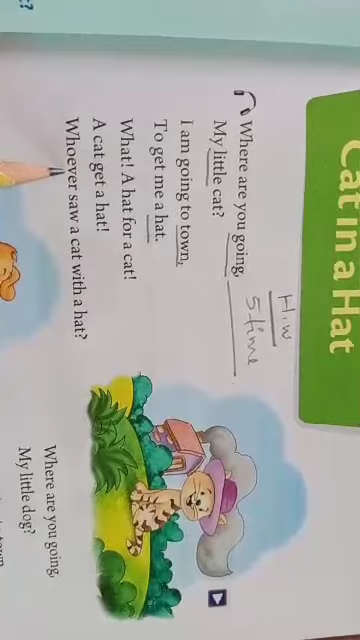 Cat in a Hat
H.W
5 time
Where are you going,
My little cat?
I am going to town,
To get me a hat.
What! A hat for a cat!
A cat get a hat!
Whoever saw a cat with a hat?
Where are you going,
My little dog?
town